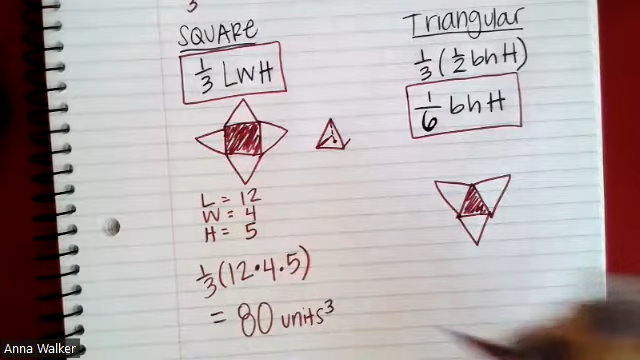 3
SQUARE
1/3 LWH
L = 12
W = 4
H = 5
1/3 (12·4·5)
= 80 units³
Triangular
1/3 (1/2 bhH)
1/6 bhH
Anna Walker